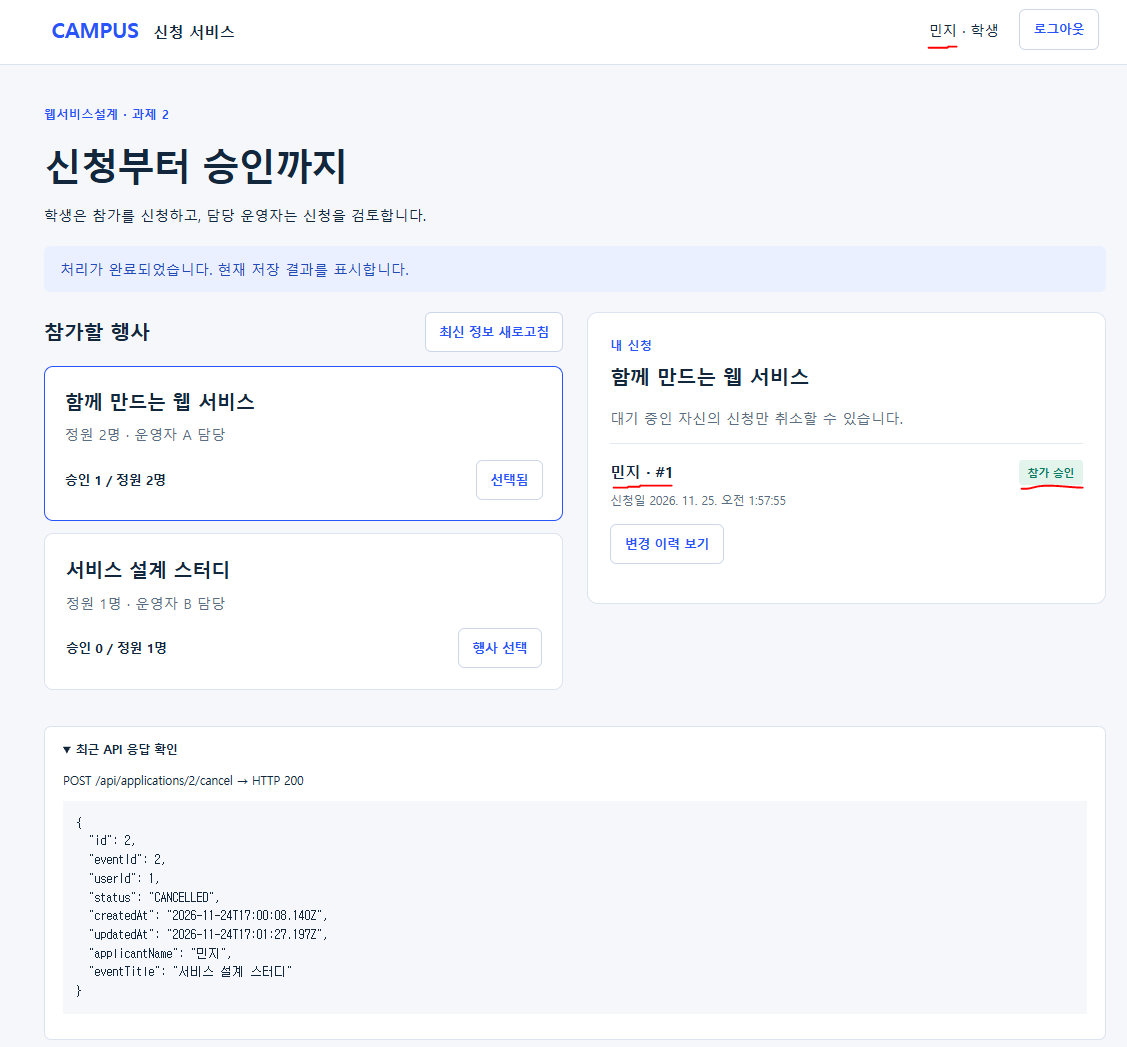 CAMPUS 신청 서비스
민지 · 학생
로그아웃
웹서비스설계 · 과제 2
신청부터 승인까지
학생은 참가를 신청하고, 담당 운영자는 신청을 검토합니다.
처리가 완료되었습니다. 현재 저장 결과를 표시합니다.
참가할 행사
최신 정보 새로고침
함께 만드는 웹 서비스
정원 2명 · 운영자 A 담당
승인 1 / 정원 2명
선택됨
서비스 설계 스터디
정원 1명 · 운영자 B 담당
승인 0 / 정원 1명
행사 선택
내 신청
함께 만드는 웹 서비스
대기 중인 자신의 신청만 취소할 수 있습니다.
민지 · #1
참가 승인
신청일 2026. 11. 25. 오전 1:57:55
변경 이력 보기
▼ 최근 API 응답 확인
POST /api/applications/2/cancel → HTTP 200
{
"id": 2,
"eventId": 2,
"userId": 1,
"status": "CANCELLED",
"createdAt": "2026-11-24T17:00:08.140Z",
"updatedAt": "2026-11-24T17:01:27.197Z",
"applicantName": "민지",
"eventTitle": "서비스 설계 스터디"
}